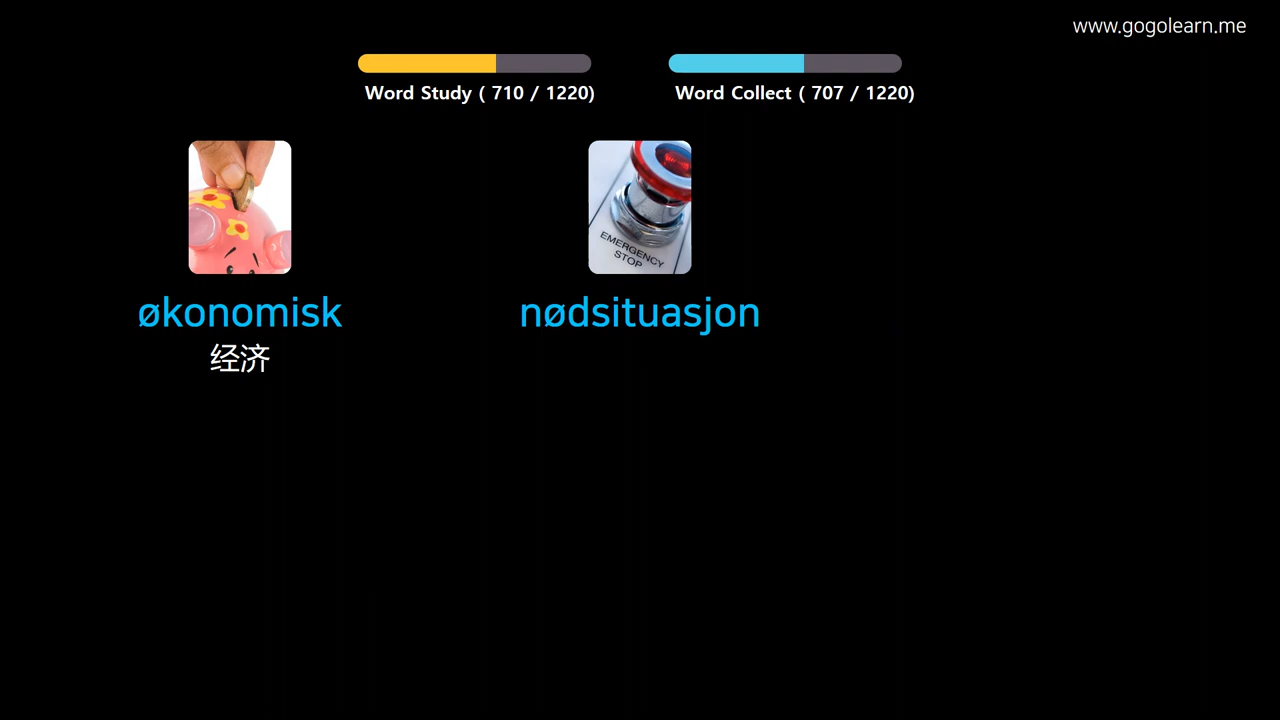 www.gogolearn.me
Word Study ( 710 / 1220)
Word Collect ( 707 / 1220)
EMERGENCY
STOP
økonomisk
nødsituasjon
经济